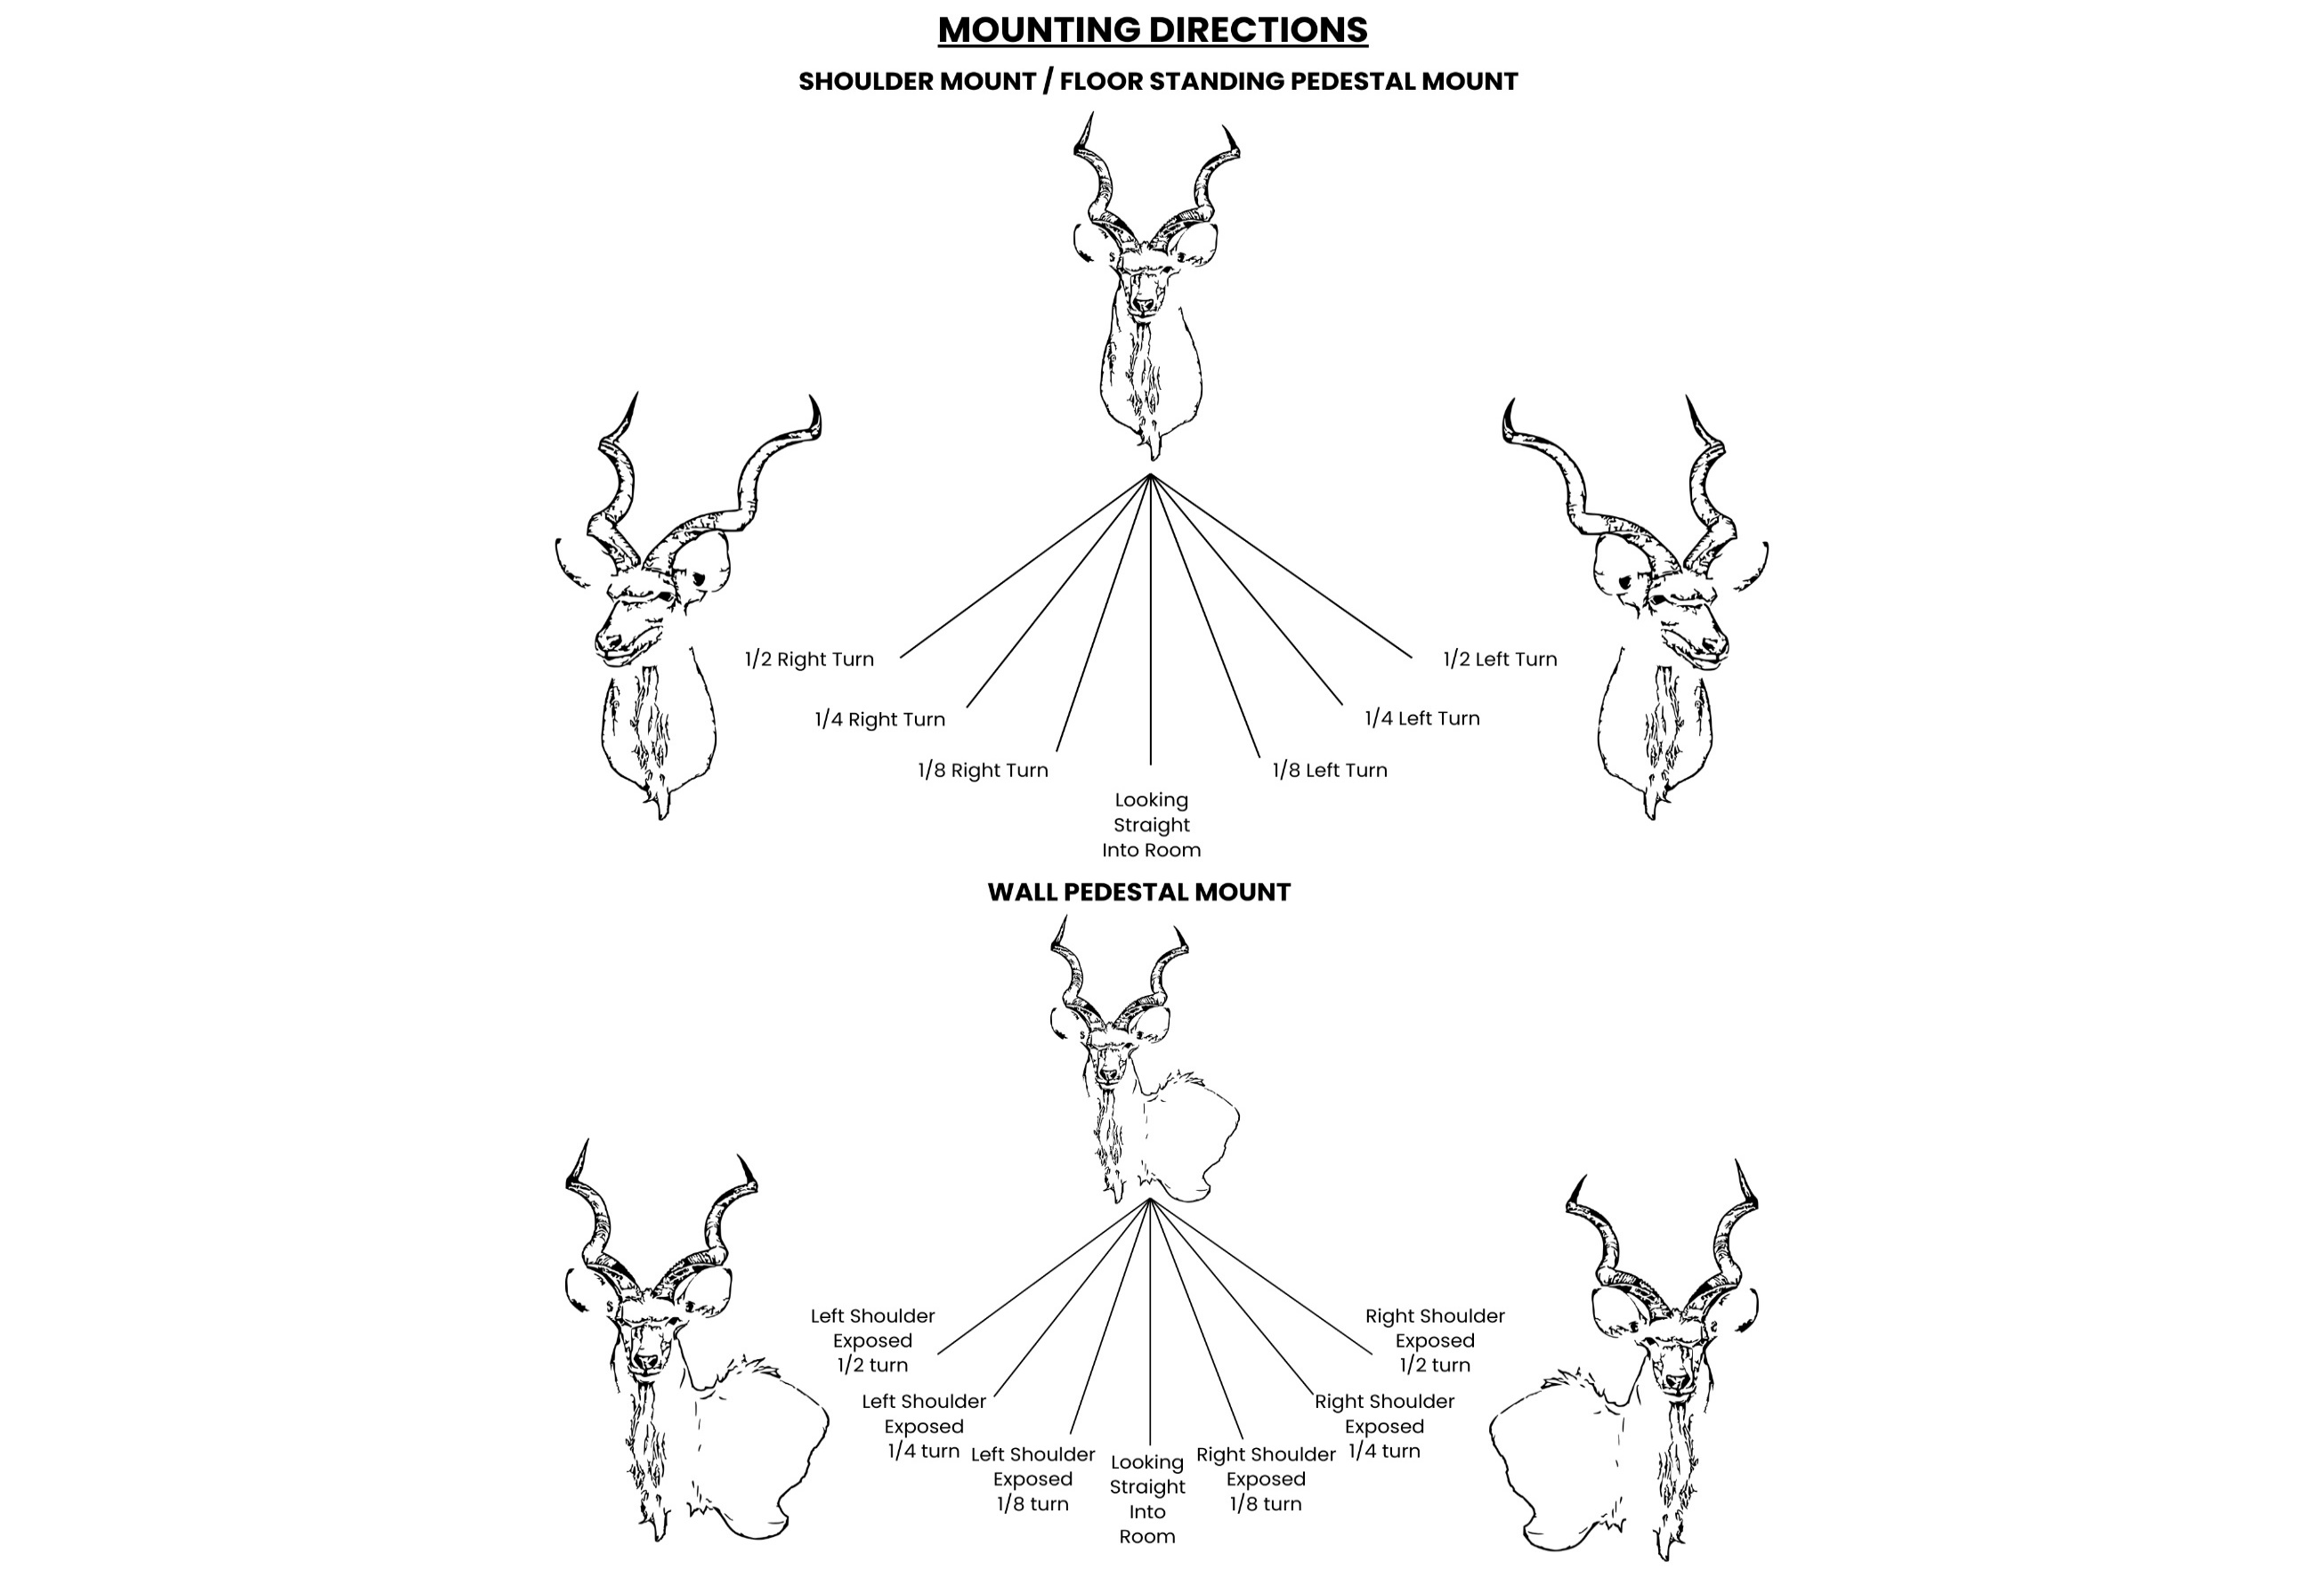 MOUNTING DIRECTIONS
SHOULDER MOUNT / FLOOR STANDING PEDESTAL MOUNT
1/2 Right Turn
1/2 Left Turn
1/4 Right Turn
1/4 Left Turn
1/8 Right Turn
1/8 Left Turn
Looking
Straight
Into Room
WALL PEDESTAL MOUNT
Left Shoulder
Exposed
1/2 turn
Right Shoulder
Exposed
1/2 turn
Left Shoulder
Exposed
1/4 turn
Right Shoulder
Exposed
1/4 turn
Left Shoulder
Exposed
1/8 turn
Looking
Straight
Into
Room
Right Shoulder
Exposed
1/8 turn